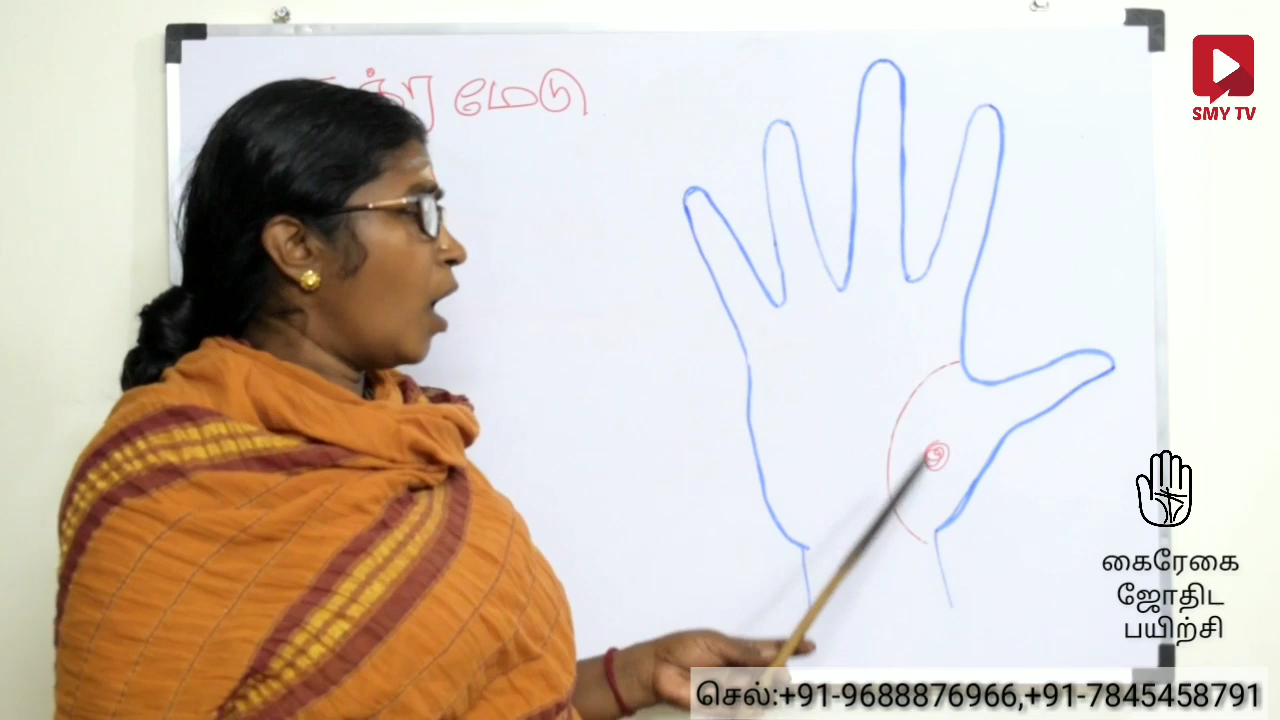 மேடு
SMY TV
கைரேகை
ஜோதிட
பயிற்சி
செல்:+91-9688876966,+91-7845458791